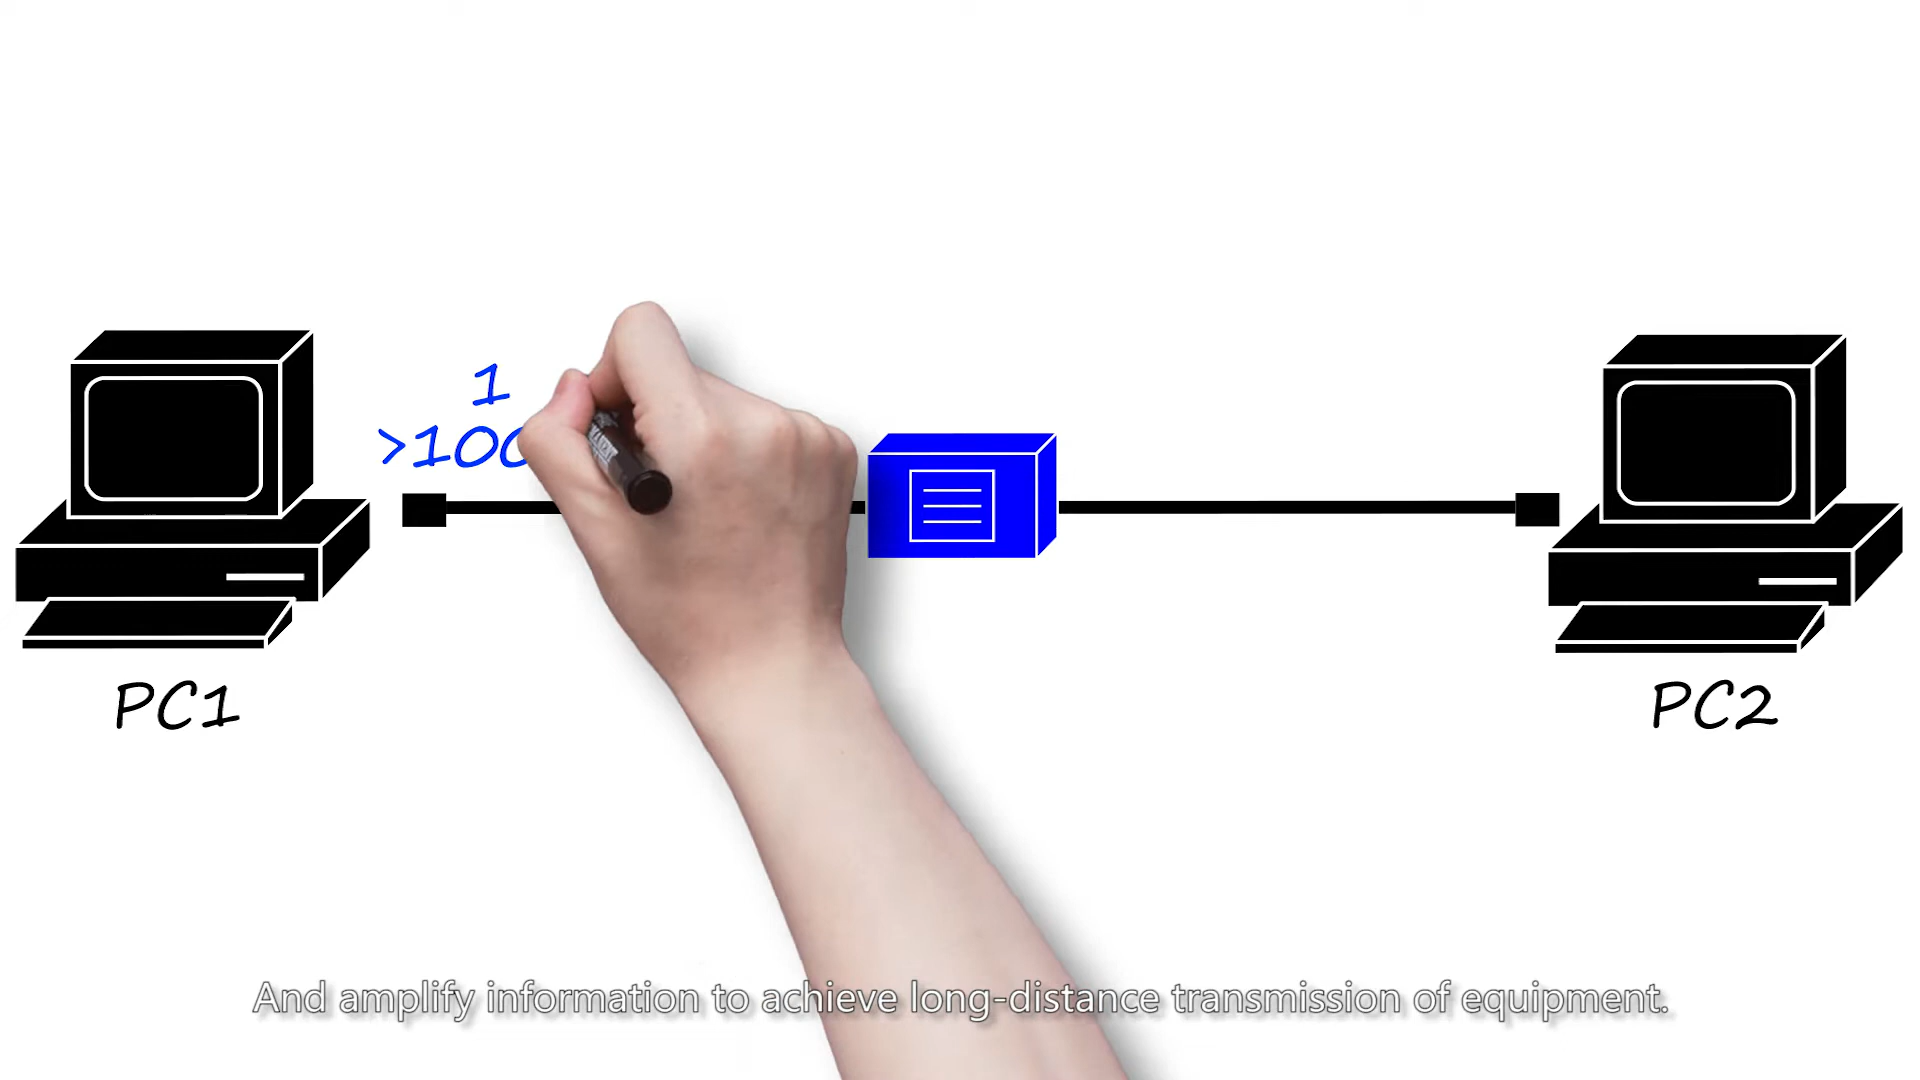 1
>100
PC1
PC2
And amplify information to achieve long-distance transmission of equipment.